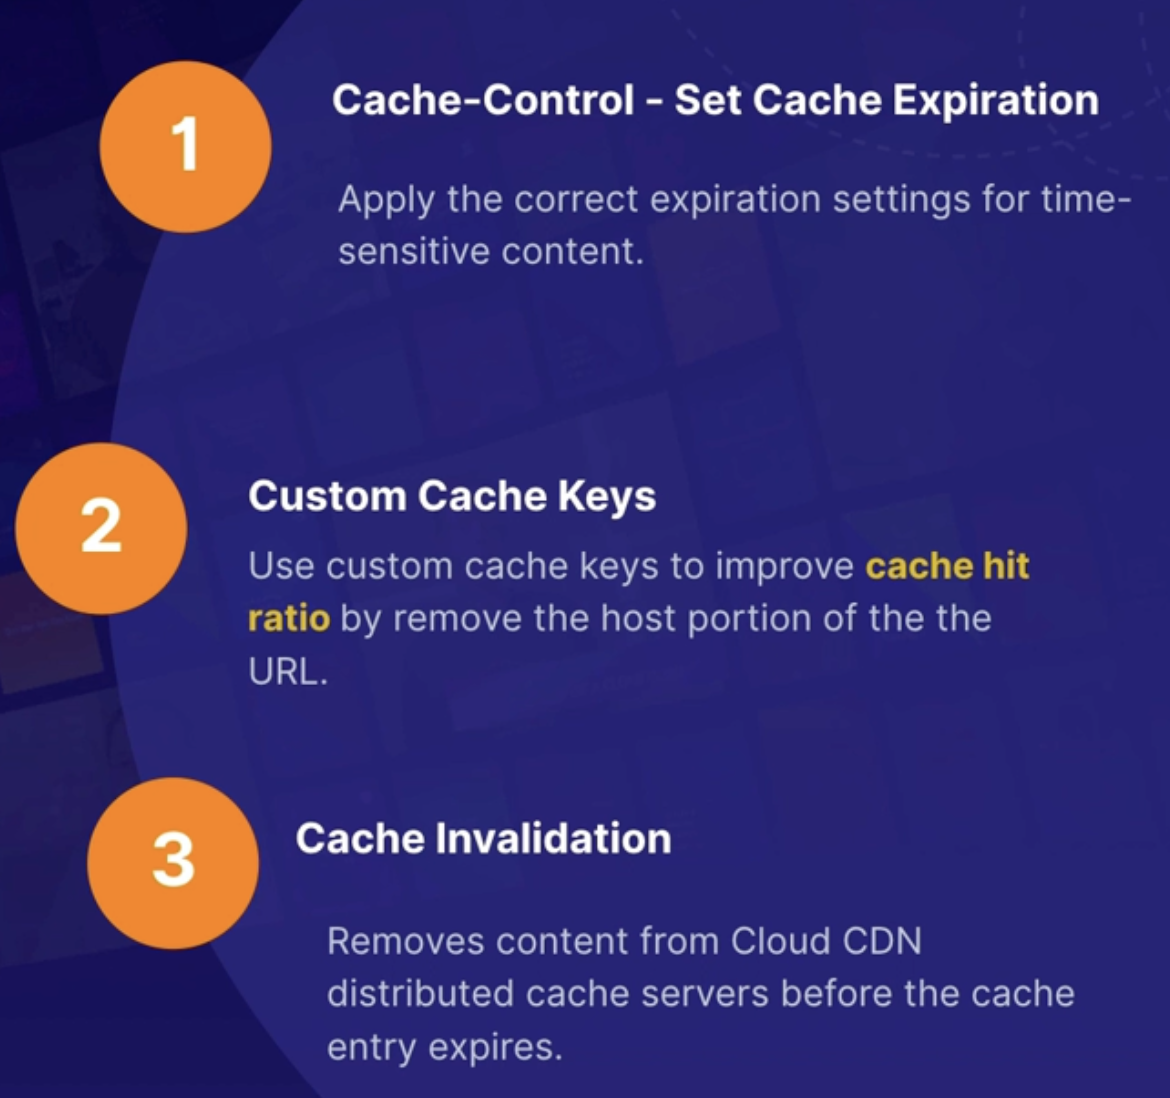 1
Cache-Control - Set Cache Expiration
Apply the correct expiration settings for time-
sensitive content.
2
Custom Cache Keys
Use custom cache keys to improve cache hit
ratio by remove the host portion of the the
URL.
3
Cache Invalidation
Removes content from Cloud CDN
distributed cache servers before the cache
entry expires.